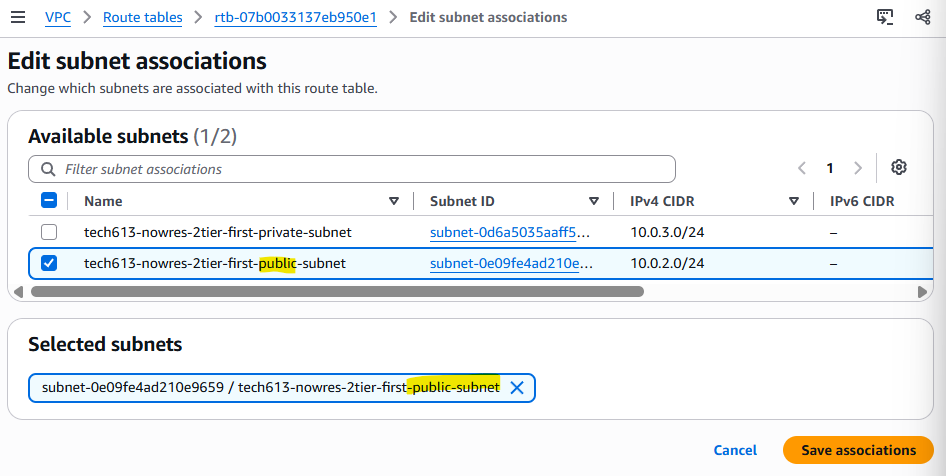 VPC > Route tables > rtb-07b0033137eb950e1 > Edit subnet associations
Edit subnet associations
Change which subnets are associated with this route table.
Available subnets (1/2)
Filter subnet associations
1
Name Subnet ID IPv4 CIDR IPv6 CIDR
tech613-nowres-2tier-first-private-subnet subnet-0d6a5035aaff5... 10.0.3.0/24 –
tech613-nowres-2tier-first-public-subnet subnet-0e09fe4ad210e... 10.0.2.0/24 –
Selected subnets
subnet-0e09fe4ad210e9659 / tech613-nowres-2tier-first-public-subnet
Cancel Save associations